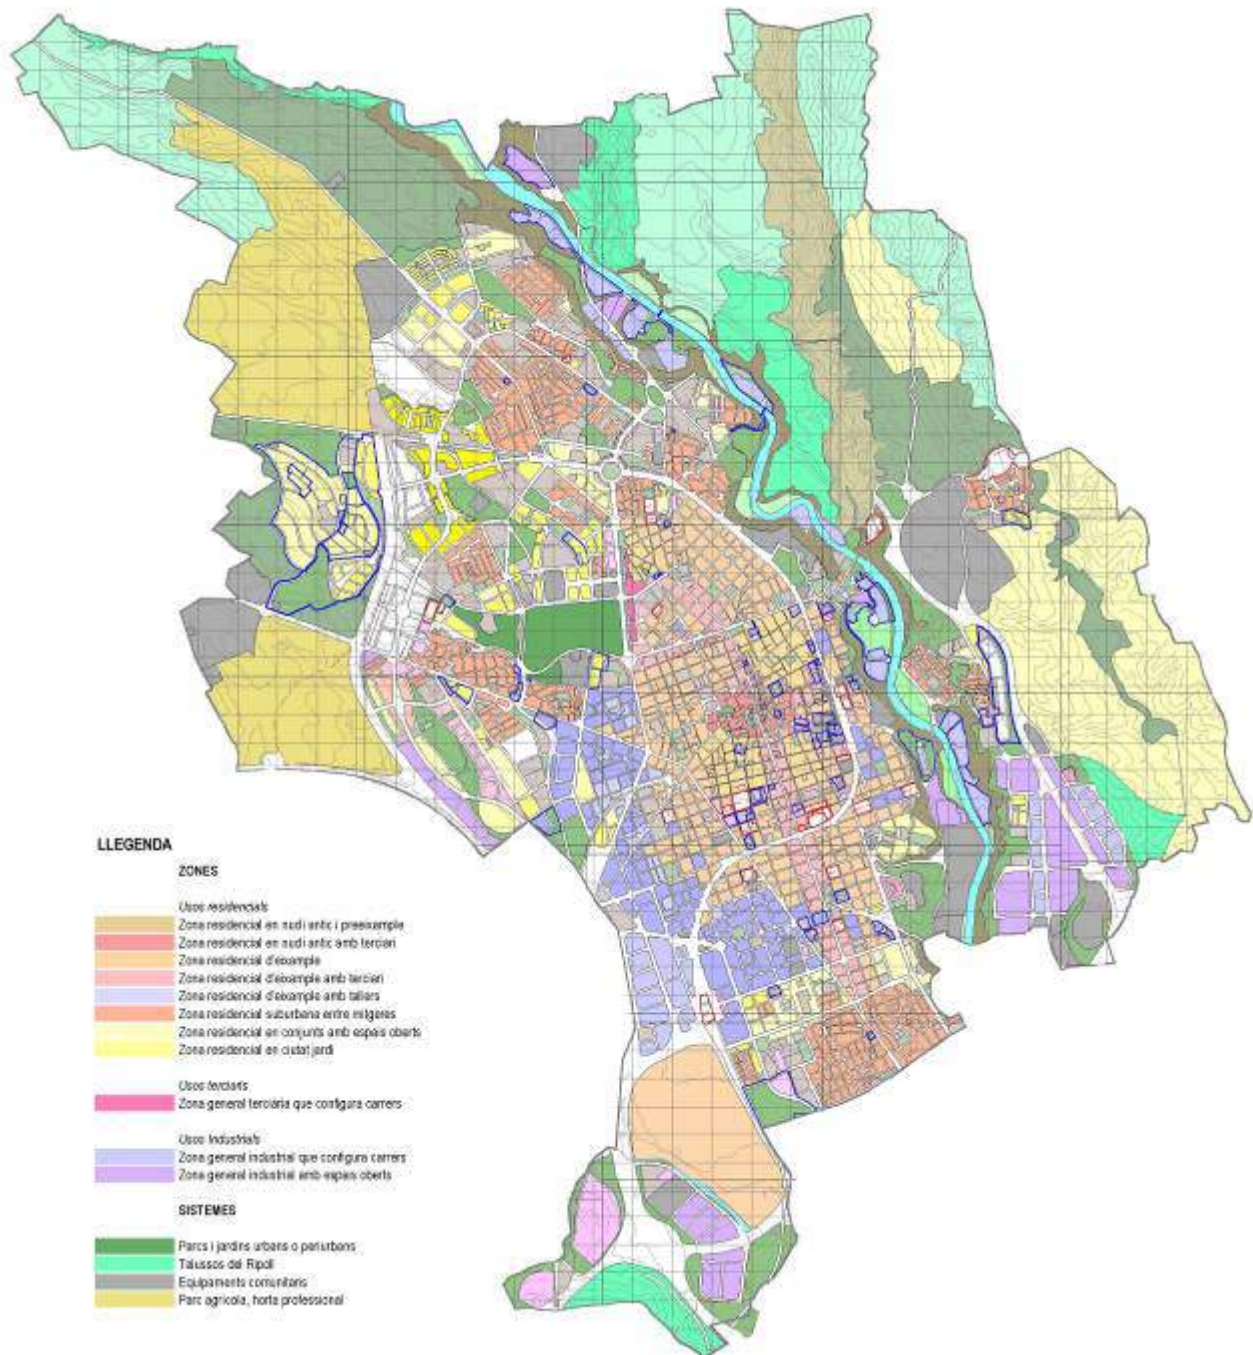 LLEGENDA
ZONES
Usos residencials
Zona residencial en nudi antic i preeixample
Zona residencial en nudi antic amb terciari
Zona residencial d'eixample
Zona residencial d'eixample amb terciari
Zona residencial d'eixample amb tallers
Zona residencial suburbana entre mitgeres
Zona residencial en conjunts amb espais oberts
Zona residencial en ciutat jardi
Usos terciaris
Zona general terciària que configura carrers
Usos Industrials
Zona general industrial que configura carrers
Zona general industrial amb espais oberts
SISTEMES
Parcs i jardins urbans o periurbans
Talussos del Ripoll
Equipaments comunitaris
Parc agricola, horta professional